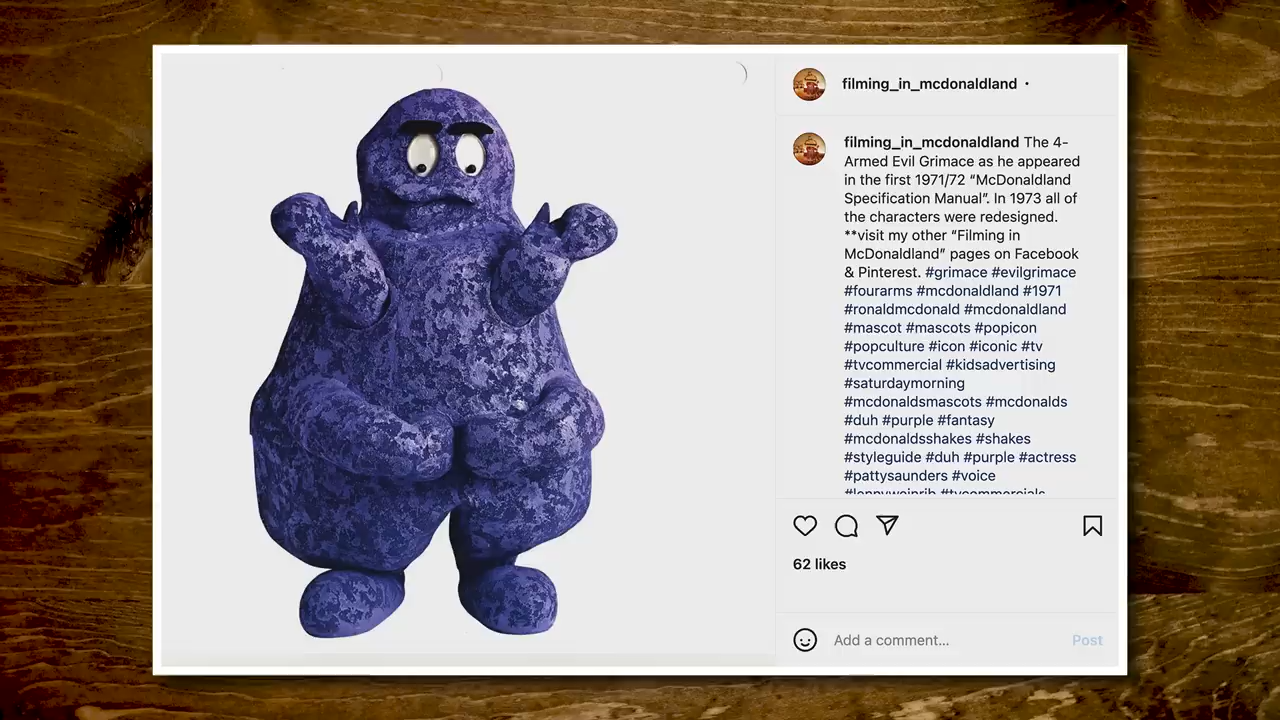 filming_in_mcdonaldland •
filming_in_mcdonaldland The 4-
Armed Evil Grimace as he appeared
in the first 1971/72 “McDonaldland
Specification Manual”. In 1973 all of
the characters were redesigned.
**visit my other “Filming in
McDonaldland” pages on Facebook
& Pinterest. #grimace #evilgrimace
#fourarms #mcdonaldland #1971
#ronaldmcdonald #mcdonaldland
#mascot #mascots #popicon
#popculture #icon #iconic #tv
#tvcommercial #kidsadvertising
#saturdaymorning
#mcdonaldsmascots #mcdonalds
#duh #purple #fantasy
#mcdonaldsshakes #shakes
#styleguide #duh #purple #actress
#pattysaunders #voice
#lennyweinrib #tvcommercials
62 likes
Add a comment...
Post